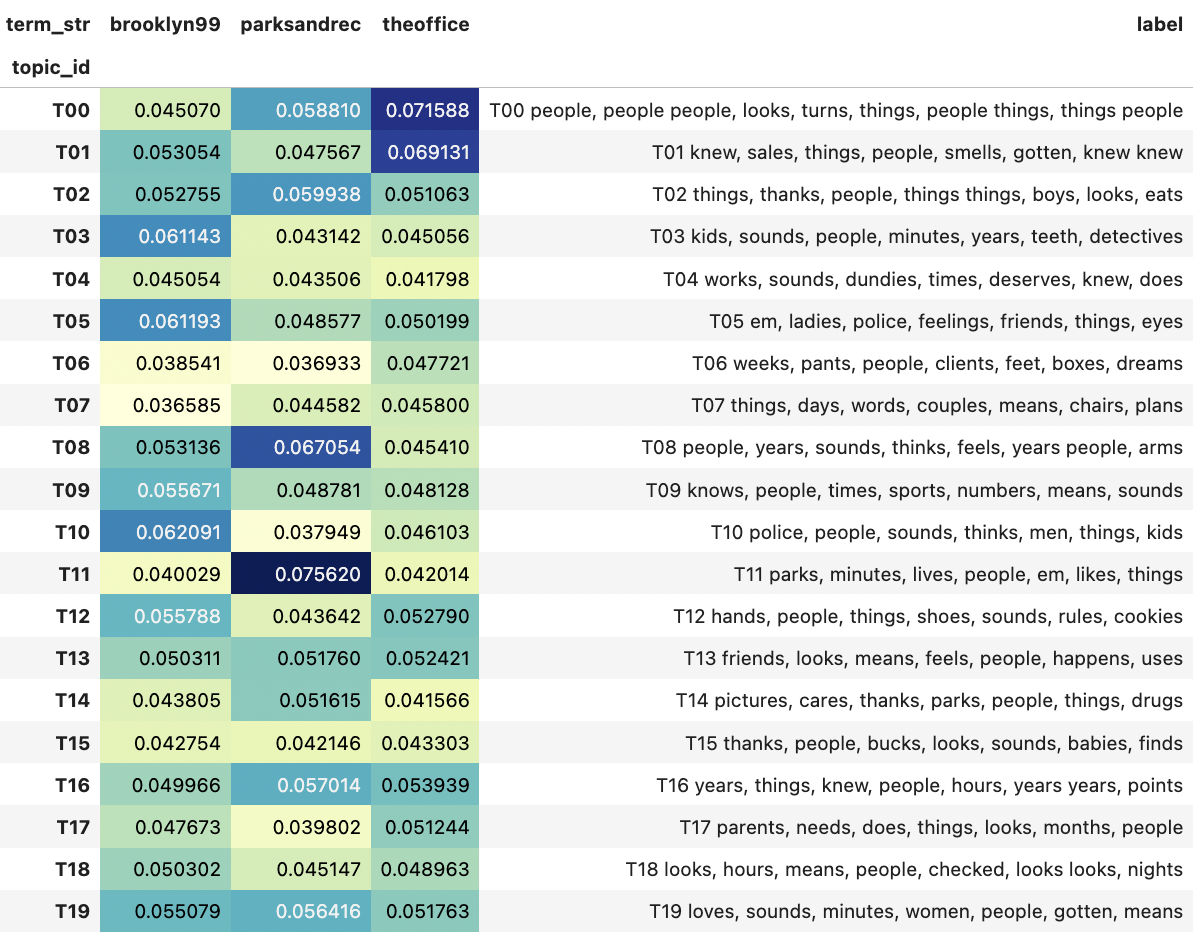 term_str brooklyn99 parksandrec theoffice label
topic_id
T00 0.045070 0.058810 0.071588 T00 people, people people, looks, turns, things, people things, things people
T01 0.053054 0.047567 0.069131 T01 knew, sales, things, people, smells, gotten, knew knew
T02 0.052755 0.059938 0.051063 T02 things, thanks, people, things things, boys, looks, eats
T03 0.061143 0.043142 0.045056 T03 kids, sounds, people, minutes, years, teeth, detectives
T04 0.045054 0.043506 0.041798 T04 works, sounds, dundies, times, deserves, knew, does
T05 0.061193 0.048577 0.050199 T05 em, ladies, police, feelings, friends, things, eyes
T06 0.038541 0.036933 0.047721 T06 weeks, pants, people, clients, feet, boxes, dreams
T07 0.036585 0.044582 0.045800 T07 things, days, words, couples, means, chairs, plans
T08 0.053136 0.067054 0.045410 T08 people, years, sounds, thinks, feels, years people, arms
T09 0.055671 0.048781 0.048128 T09 knows, people, times, sports, numbers, means, sounds
T10 0.062091 0.037949 0.046103 T10 police, people, sounds, thinks, men, things, kids
T11 0.040029 0.075620 0.042014 T11 parks, minutes, lives, people, em, likes, things
T12 0.055788 0.043642 0.052790 T12 hands, people, things, shoes, sounds, rules, cookies
T13 0.050311 0.051760 0.052421 T13 friends, looks, means, feels, people, happens, uses
T14 0.043805 0.051615 0.041566 T14 pictures, cares, thanks, parks, people, things, drugs
T15 0.042754 0.042146 0.043303 T15 thanks, people, bucks, looks, sounds, babies, finds
T16 0.049966 0.057014 0.053939 T16 years, things, knew, people, hours, years years, points
T17 0.047673 0.039802 0.051244 T17 parents, needs, does, things, looks, months, people
T18 0.050302 0.045147 0.048963 T18 looks, hours, means, people, checked, looks looks, nights
T19 0.055079 0.056416 0.051763 T19 loves, sounds, minutes, women, people, gotten, means